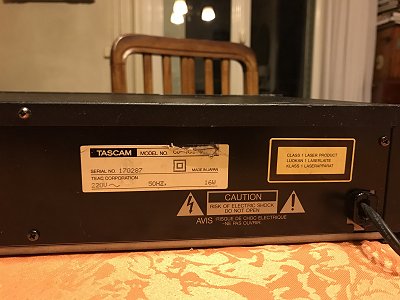 TASCAM MODEL NO.
SERIAL NO. 170287 MADE IN JAPAN
TEAC CORPORATION
220V~ 50HZ, 16W
CLASS 1 LASER PRODUCT
LUOKAN 1 LASERLAITE
KLASS 1 LASERAPPARAT
CAUTION
RISK OF ELECTRIC SHOCK
DO NOT OPEN
AVIS RISQUE DE CHOC ELECTRIQUE
-NE PAS OUVRIR